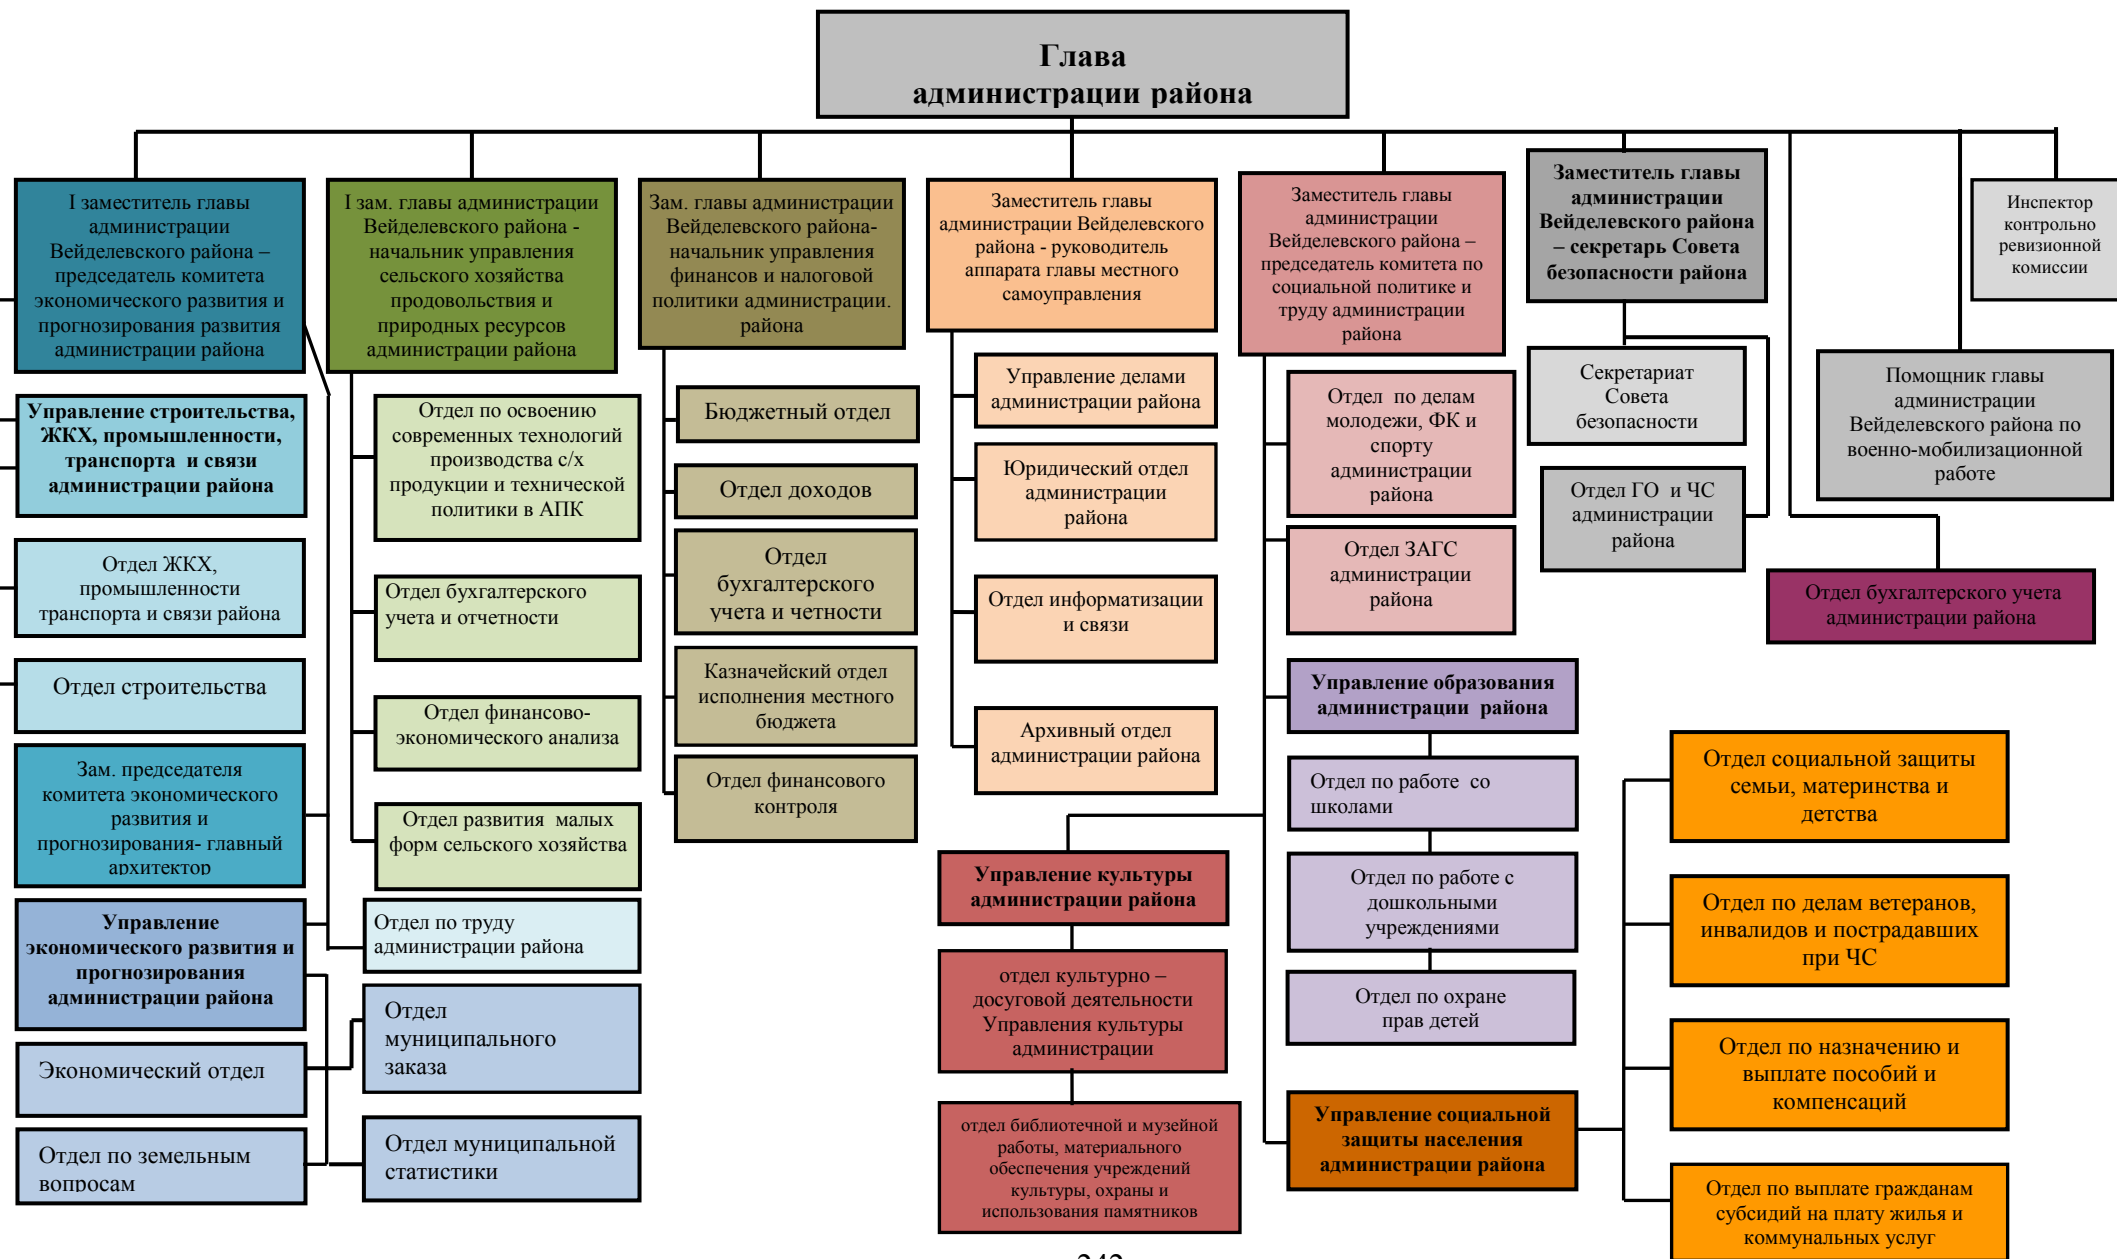 Глава
администрации района
I заместитель главы
администрации
Вейделевского района –
председатель комитета
экономического развития и
прогнозирования развития
администрации района
I зам. главы администрации
Вейделевского района -
начальник управления
сельского хозяйства
продовольствия и
природных ресурсов
администрации района
Зам. главы администрации
Вейделевского района-
начальник управления
финансов и налоговой
политики администрации.
района
Заместитель главы
администрации Вейделевского
района - руководитель
аппарата главы местного
самоуправления
Заместитель главы
администрации
Вейделевского района –
председатель комитета по
социальной политике и
труду администрации
района
Заместитель главы
администрации
Вейделевского района
– секретарь Совета
безопасности района
Инспектор
контрольно
ревизионной
комиссии
Управление строительства,
ЖКХ, промышленности,
транспорта и связи
администрации района
Отдел ЖКХ,
промышленности
транспорта и связи района
Отдел строительства
Зам. председателя
комитета экономического
развития и
прогнозирования- главный
архитектор
Управление
экономического развития и
прогнозирования
администрации района
Экономический отдел
Отдел по земельным
вопросам
Отдел по освоению
современных технологий
производства с/х
продукции и технической
политики в АПК
Отдел бухгалтерского
учета и отчетности
Отдел финансово-
экономического анализа
Отдел развития малых
форм сельского хозяйства
Отдел по труду
администрации района
Отдел
муниципального
заказа
Отдел муниципальной
статистики
Бюджетный отдел
Отдел доходов
Отдел
бухгалтерского
учета и четности
Казначейский отдел
исполнения местного
бюджета
Отдел финансового
контроля
Управление делами
администрации района
Юридический отдел
администрации
района
Отдел информатизации
и связи
Архивный отдел
администрации района
Управление культуры
администрации района
отдел культурно –
досуговой деятельности
Управления культуры
администрации
отдел библиотечной и музейной
работы, материального
обеспечения учреждений
культуры, охраны и
использования памятников
Отдел по делам
молодежи, ФК и
спорту
администрации
района
Отдел ЗАГС
администрации
района
Управление образования
администрации района
Отдел по работе со
школами
Отдел по работе с
дошкольными
учреждениями
Отдел по охране
прав детей
Управление социальной
защиты населения
администрации района
Секретариат
Совета
безопасности
Отдел ГО и ЧС
администрации
района
Помощник главы
администрации
Вейделевского района по
военно-мобилизационной
работе
Отдел бухгалтерского учета
администрации района
Отдел социальной защиты
семьи, материнства и
детства
Отдел по делам ветеранов,
инвалидов и пострадавших
при ЧС
Отдел по назначению и
выплате пособий и
компенсаций
Отдел по выплате гражданам
субсидий на плату жилья и
коммунальных услуг
242